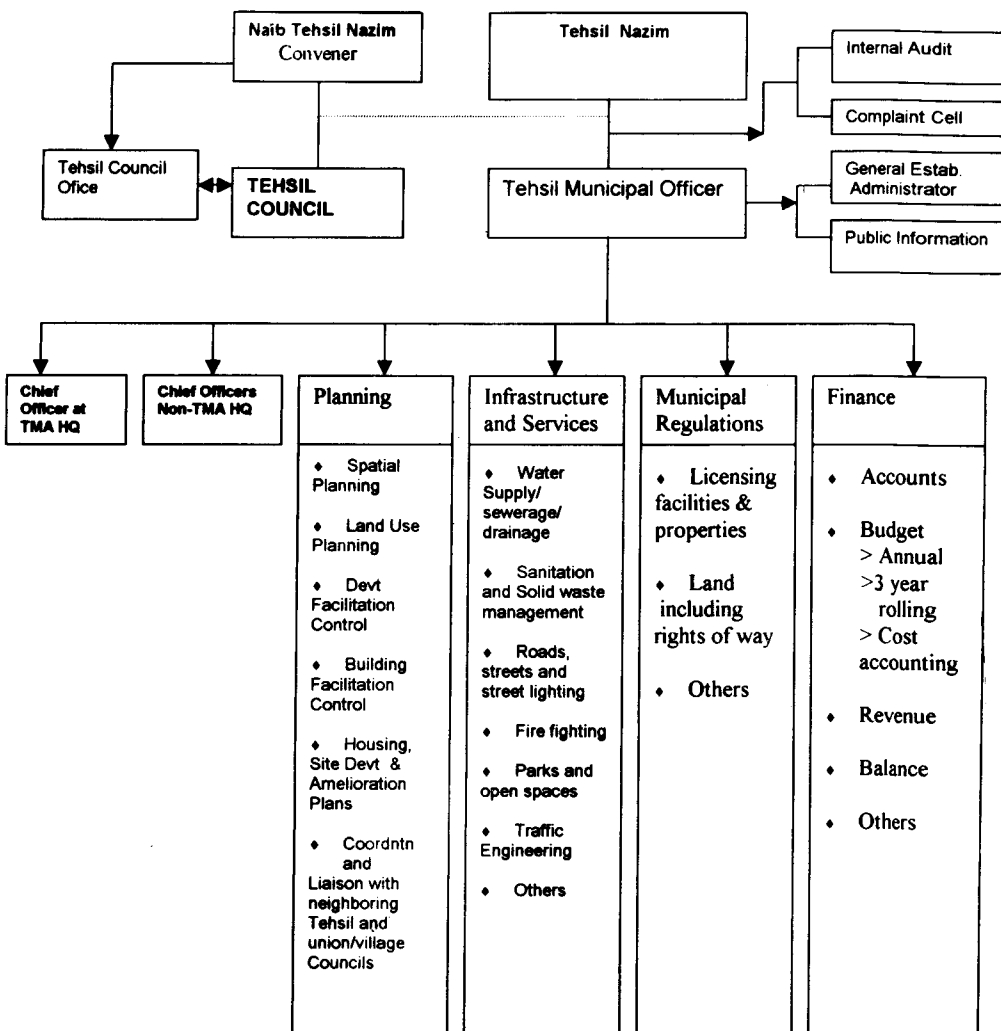 Naib Tehsil Nazim
Convener
Tehsil Nazim
Internal Audit
Complaint Cell
Tehsil Council
Ofice
TEHSIL
COUNCIL
Tehsil Municipal Officer
General Estab.
Administrator
Public Information
Chief
Officer at
TMA HQ
Chief Officers
Non-TMA HQ
Planning
♦ Spatial
Planning
♦ Land Use
Planning
♦ Devt
Facilitation
Control
♦ Building
Facilitation
Control
♦ Housing,
Site Devt &
Amelioration
Plans
♦ Coordntn
and
Liaison with
neighboring
Tehsil and
union/village
Councils
Infrastructure
and Services
♦ Water
Supply/
sewerage/
drainage
♦ Sanitation
and Solid waste
management
♦ Roads,
streets and
street lighting
♦ Fire fighting
♦ Parks and
open spaces
♦ Traffic
Engineering
♦ Others
Municipal
Regulations
♦ Licensing
facilities &
properties
♦ Land
including
rights of way
♦ Others
Finance
♦ Accounts
♦ Budget
> Annual
>3 year
rolling
> Cost
accounting
♦ Revenue
♦ Balance
♦ Others